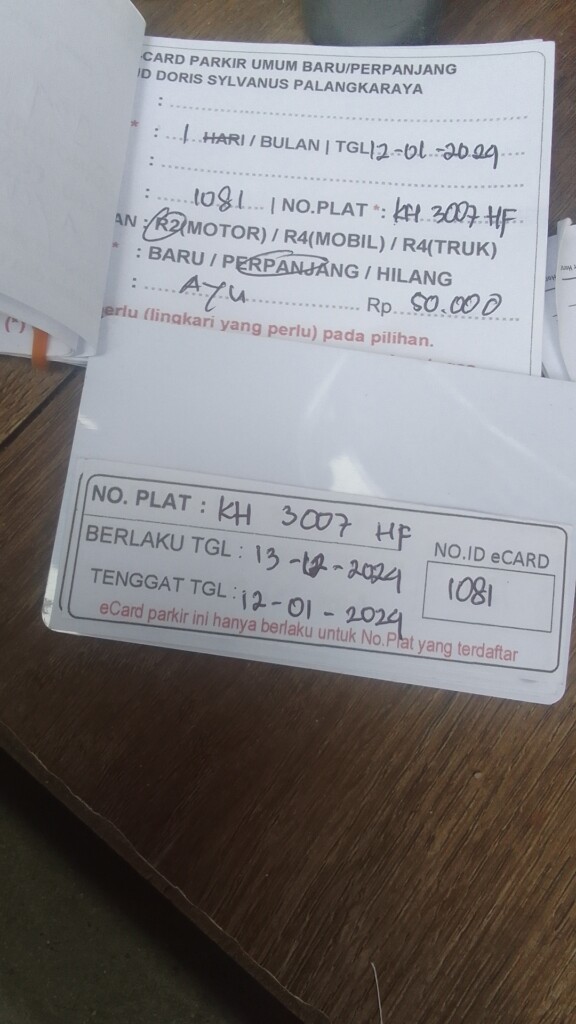 -CARD PARKIR UMUM BARU/PERPANJANG
UD DORIS SYLVANUS PALANGKARAYA
:
* : 1 HARI / BULAN | TGL 12-01-2024
:
: 1081 | NO.PLAT * : KH 3007 HF
AN : R2(MOTOR) / R4(MOBIL) / R4(TRUK)
* : BARU / PERPANJANG / HILANG
: AYU Rp 50.000
(*) erlu (lingkari yang perlu) pada pilihan.
NO. PLAT : KH 3007 HF
BERLAKU TGL : 13-12-2024
NO.ID eCARD
TENGGAT TGL : 12-01-2024
1081
eCard parkir ini hanya berlaku untuk No.Plat yang terdaftar